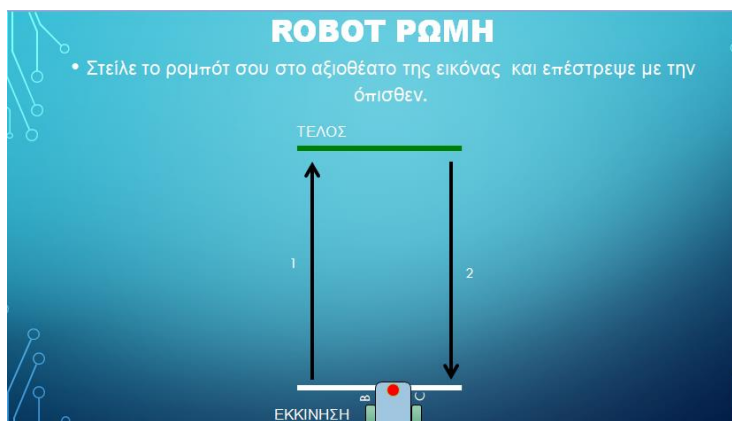 ROBOT ΡΩΜΗ
• Στείλε το ρομπότ σου στο αξιοθέατο της εικόνας και επέστρεψε με την
όπισθεν.
ΤΕΛΟΣ
1
2
B C
ΕΚΚΙΝΗΣΗ